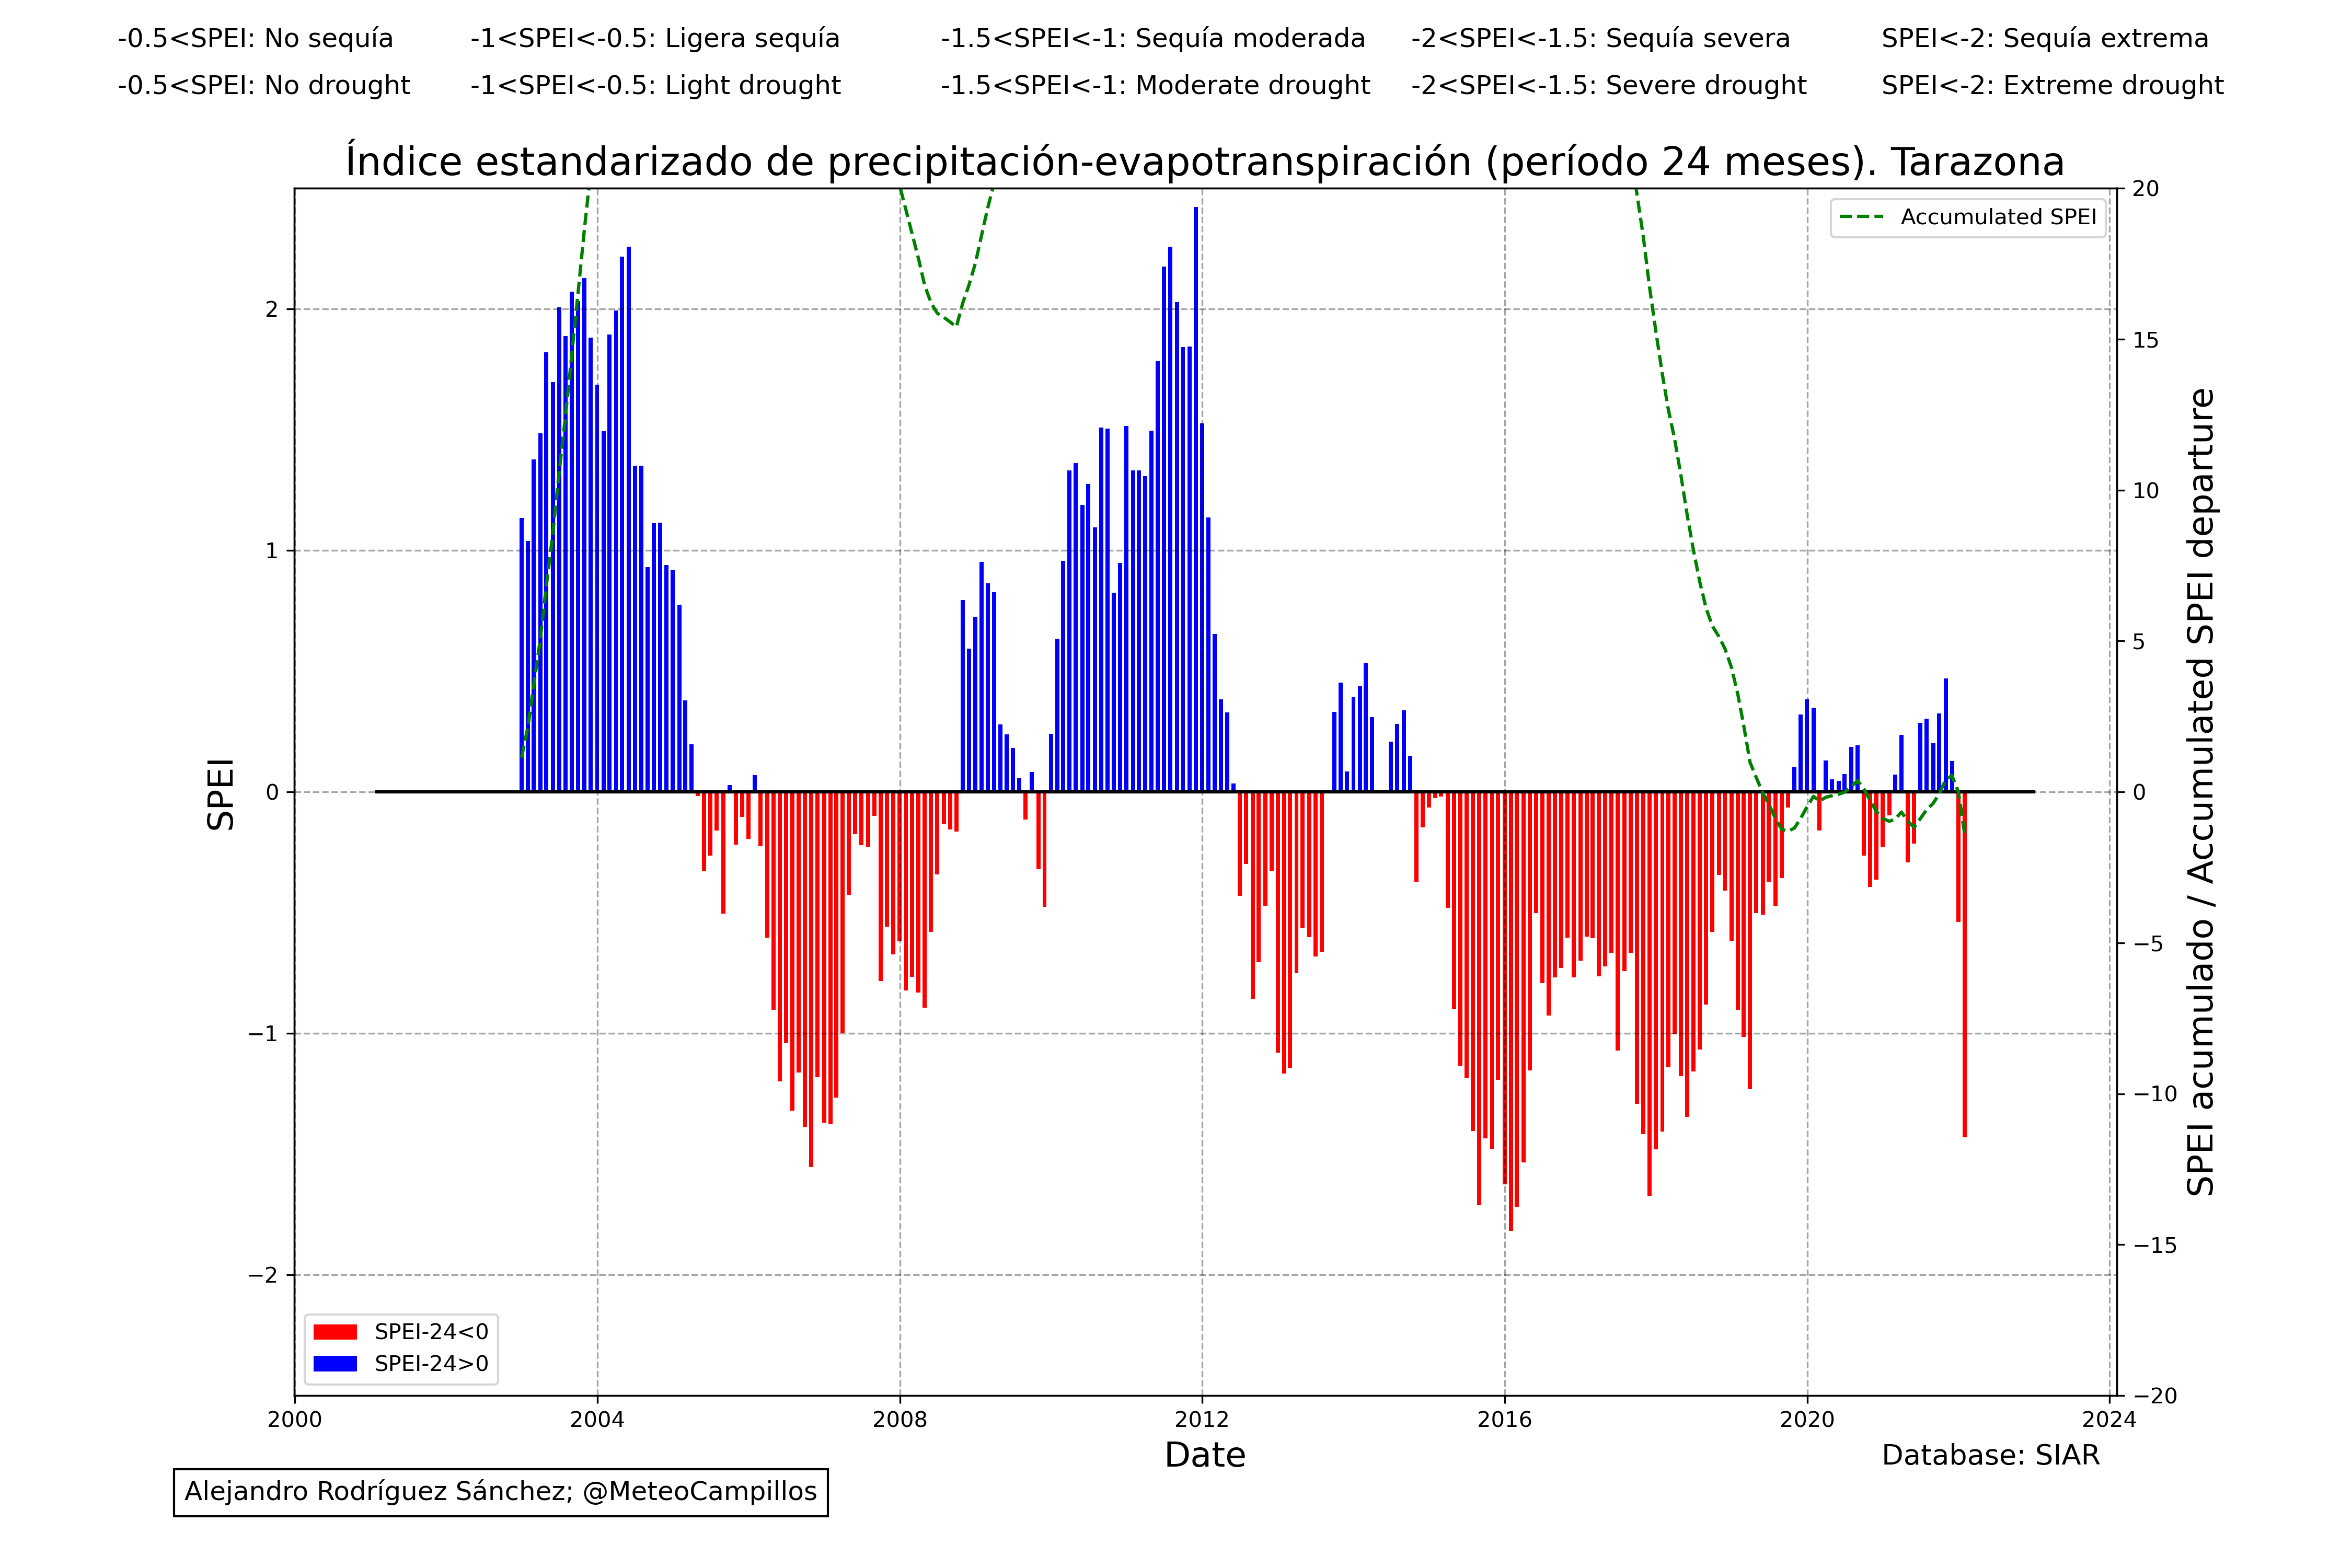 -0.5<SPEI: No sequía -1<SPEI<-0.5: Ligera sequía -1.5<SPEI<-1: Sequía moderada -2<SPEI<-1.5: Sequía severa SPEI<-2: Sequía extrema
-0.5<SPEI: No drought -1<SPEI<-0.5: Light drought -1.5<SPEI<-1: Moderate drought -2<SPEI<-1.5: Severe drought SPEI<-2: Extreme drought
Índice estandarizado de precipitación-evapotranspiración (período 24 meses). Tarazona
Accumulated SPEI
SPEI
2
1
0
−1
−2
20
15
10
5
0
−5
−10
−15
−20
SPEI acumulado / Accumulated SPEI departure
SPEI-24<0
SPEI-24>0
2000 2004 2008 2012 2016 2020 2024
Date
Database: SIAR
Alejandro Rodríguez Sánchez; @MeteoCampillos